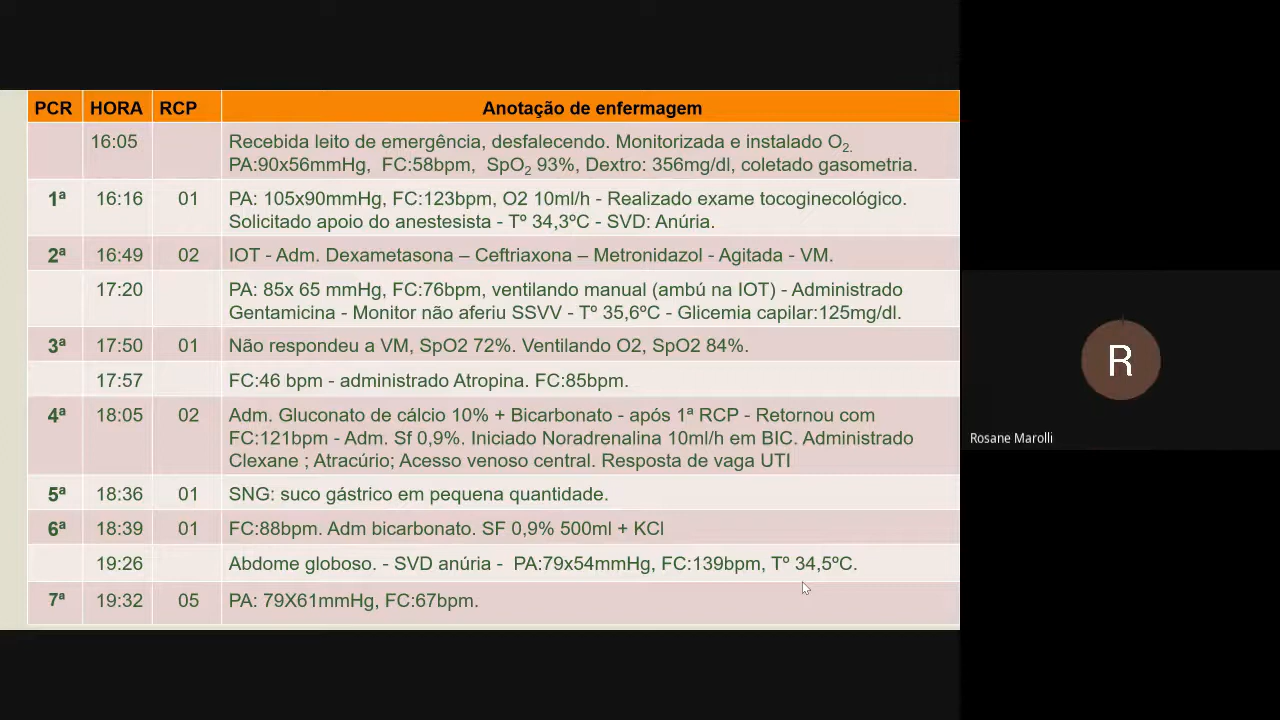 PCR HORA RCP Anotação de enfermagem
16:05 Recebida leito de emergência, desfalecendo. Monitorizada e instalado O2.
PA:90x56mmHg, FC:58bpm, SpO2 93%, Dextro: 356mg/dl, coletado gasometria.
1ª 16:16 01 PA: 105x90mmHg, FC:123bpm, O2 10ml/h - Realizado exame tocoginecológico.
Solicitado apoio do anestesista - Tº 34,3ºC - SVD: Anúria.
2ª 16:49 02 IOT - Adm. Dexametasona – Ceftriaxona – Metronidazol - Agitada - VM.
17:20 PA: 85x 65 mmHg, FC:76bpm, ventilando manual (ambú na IOT) - Administrado
Gentamicina - Monitor não aferiu SSVV - Tº 35,6ºC - Glicemia capilar:125mg/dl.
3ª 17:50 01 Não respondeu a VM, SpO2 72%. Ventilando O2, SpO2 84%.
17:57 FC:46 bpm - administrado Atropina. FC:85bpm.
4ª 18:05 02 Adm. Gluconato de cálcio 10% + Bicarbonato - após 1ª RCP - Retornou com
FC:121bpm - Adm. Sf 0,9%. Iniciado Noradrenalina 10ml/h em BIC. Administrado
Clexane ; Atracúrio; Acesso venoso central. Resposta de vaga UTI
5ª 18:36 01 SNG: suco gástrico em pequena quantidade.
6ª 18:39 01 FC:88bpm. Adm bicarbonato. SF 0,9% 500ml + KCl
19:26 Abdome globoso. - SVD anúria - PA:79x54mmHg, FC:139bpm, Tº 34,5ºC.
7ª 19:32 05 PA: 79X61mmHg, FC:67bpm.
R
Rosane Marolli